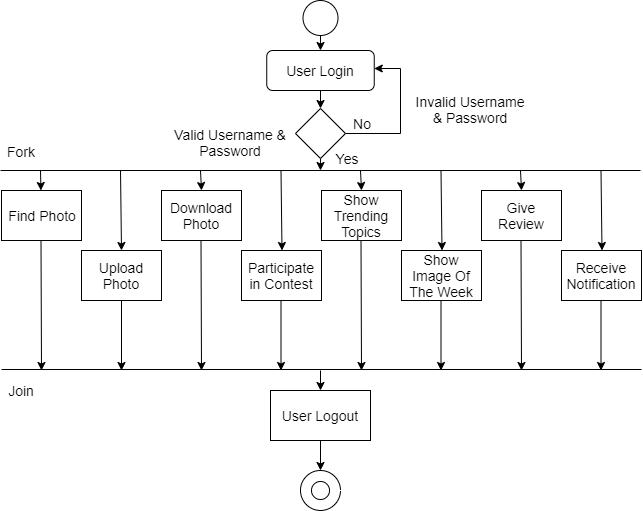 User Login
Invalid Username
& Password
No
Valid Username &
Password
Yes
Fork
Find Photo
Download
Photo
Show
Trending
Topics
Give
Review
Upload
Photo
Participate
in Contest
Show
Image Of
The Week
Receive
Notification
Join
User Logout